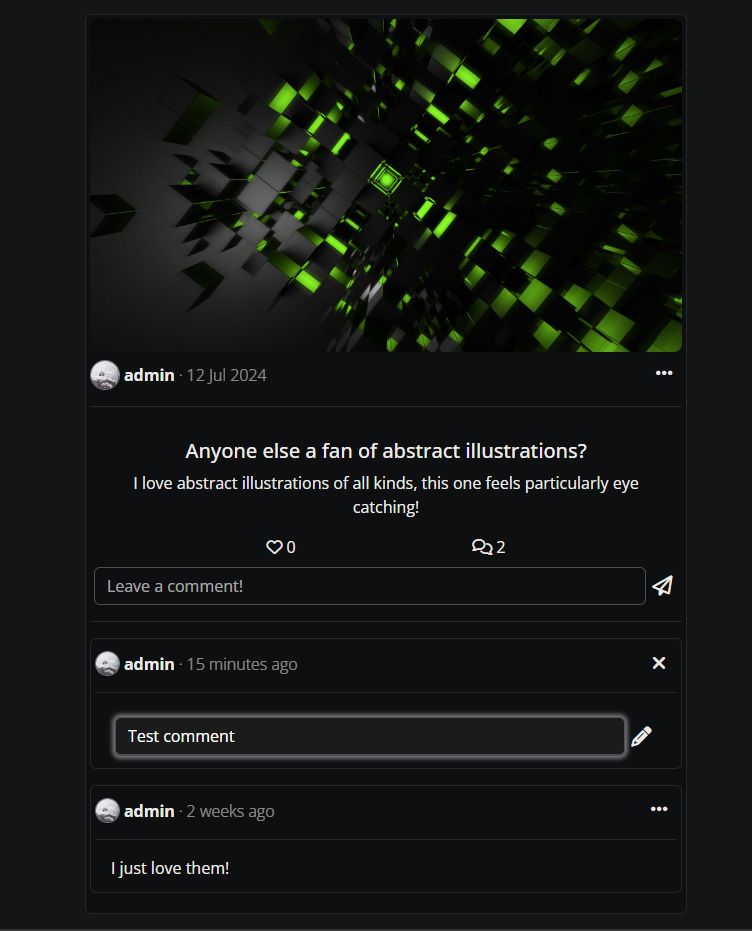 admin · 12 Jul 2024
Anyone else a fan of abstract illustrations?
I love abstract illustrations of all kinds, this one feels particularly eye
catching!
0 2
Leave a comment!
admin · 15 minutes ago
Test comment
admin · 2 weeks ago
I just love them!